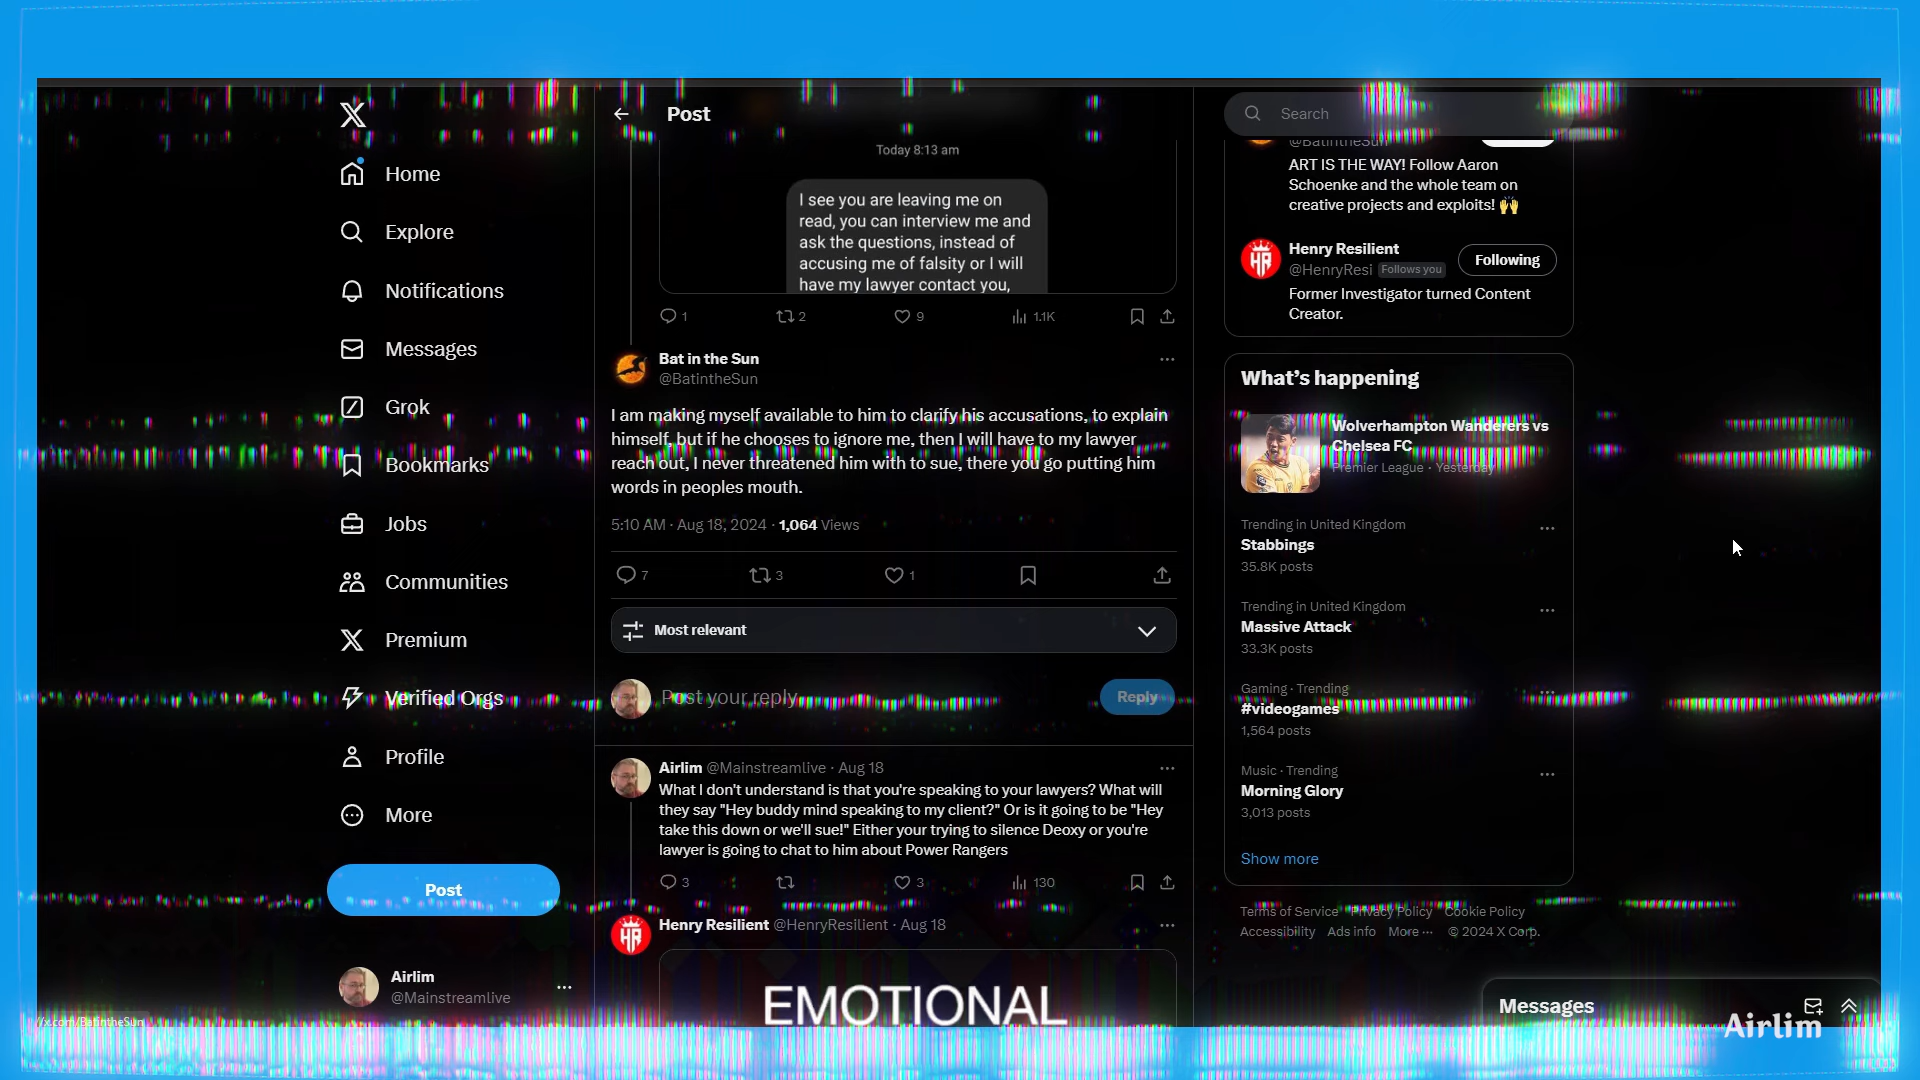 Home
Explore
Notifications
Messages
Grok
Bookmarks
Jobs
Communities
Premium
Verified Orgs
Profile
More
Post
Airlim
@Mainstreamlive
//x.com/BatintheSun
Post
Today 8:13 am
I see you are leaving me on
read, you can interview me and
ask the questions, instead of
accusing me of falsity or I will
have my lawyer contact you,
1
2
9
1.1K
Bat in the Sun
@BatintheSun
I am making myself available to him to clarify his accusations, to explain
himself, but if he chooses to ignore me, then I will have to my lawyer
reach out, I never threatened him with to sue, there you go putting him
words in peoples mouth.
5:10 AM · Aug 18, 2024 · 1,064 Views
7
3
1
Most relevant
Post your reply
Reply
Airlim @Mainstreamlive · Aug 18
What I don't understand is that you're speaking to your lawyers? What will
they say "Hey buddy mind speaking to my client?" Or is it going to be "Hey
take this down or we'll sue!" Either your trying to silence Deoxy or you're
lawyer is going to chat to him about Power Rangers
3
3
130
Henry Resilient @HenryResilient · Aug 18
HR
EMOTIONAL
Search
@BatintheSun
ART IS THE WAY! Follow Aaron
Schoenke and the whole team on
creative projects and exploits! 🙌
HR
Henry Resilient
@HenryResi Follows you
Following
Former Investigator turned Content
Creator.
What's happening
Wolverhampton Wanderers vs
Chelsea FC
Premier League · Yesterday
Trending in United Kingdom
Stabbings
35.8K posts
Trending in United Kingdom
Massive Attack
33.3K posts
Gaming · Trending
#videogames
1,564 posts
Music · Trending
Morning Glory
3,013 posts
Show more
Terms of Service Privacy Policy Cookie Policy
Accessibility Ads info More ··· © 2024 X Corp.
Messages
Airlim